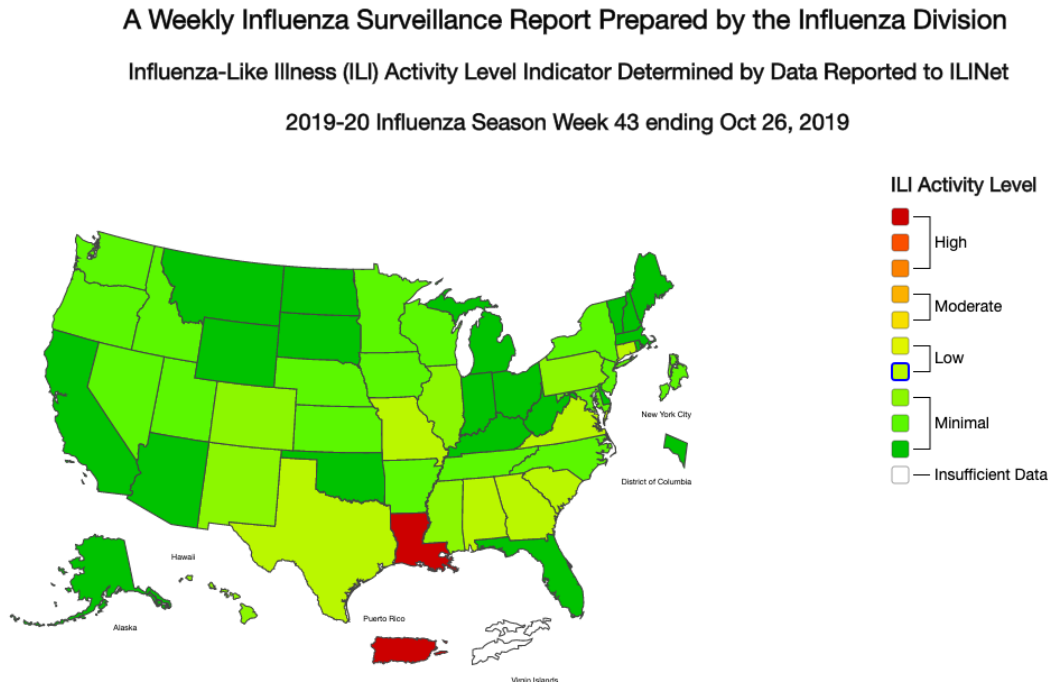 A Weekly Influenza Surveillance Report Prepared by the Influenza Division
Influenza-Like Illness (ILI) Activity Level Indicator Determined by Data Reported to ILINet
2019-20 Influenza Season Week 43 ending Oct 26, 2019
ILI Activity Level
High
Moderate
Low
Minimal
Insufficient Data
New York City
District of Columbia
Hawaii
Alaska
Puerto Rico
Virgin Islands